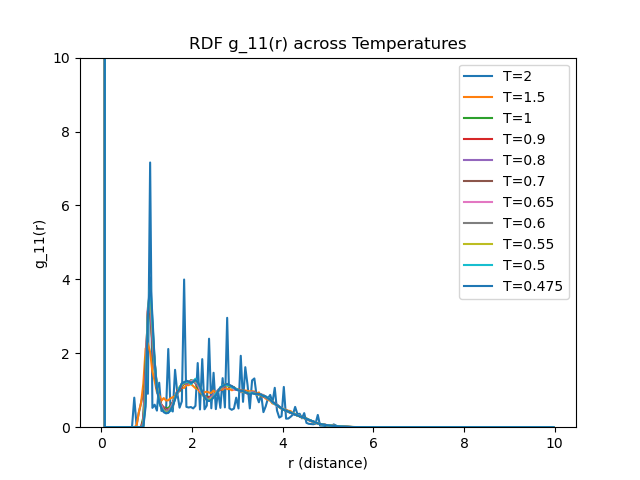 RDF g_11(r) across Temperatures
g_11(r)
10
8
6
4
2
0
0 2 4 6 8 10
r (distance)
T=2
T=1.5
T=1
T=0.9
T=0.8
T=0.7
T=0.65
T=0.6
T=0.55
T=0.5
T=0.475